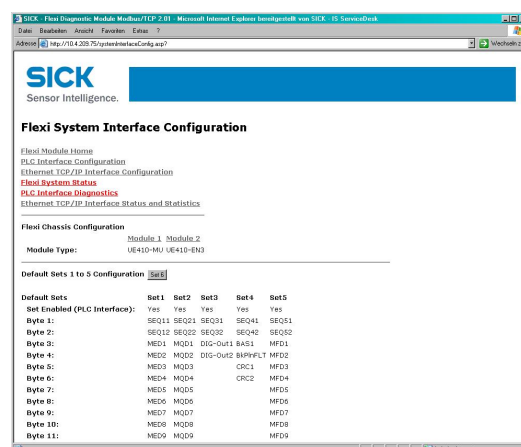 SICK - Flexi Diagnostic Module Modbus/TCP 2.01 - Microsoft Internet Explorer bereitgestellt von SICK - IS ServiceDesk
Datei Bearbeiten Ansicht Favoriten Extras ?
Adresse http://10.4.209.75/systemInterfaceConfig.asp? Wechseln z
SICK
Sensor Intelligence.
Flexi System Interface Configuration
Flexi Module Home
PLC Interface Configuration
Ethernet TCP/IP Interface Configuration
Flexi System Status
PLC Interface Diagnostics
Ethernet TCP/IP Interface Status and Statistics
Flexi Chassis Configuration
Module 1 Module 2
Module Type: UE410-MU UE410-EN3
Default Sets 1 to 5 Configuration Set 6
Default Sets Set1 Set2 Set3 Set4 Set5
Set Enabled (PLC Interface): Yes Yes Yes Yes Yes
Byte 1: SEQ11 SEQ21 SEQ31 SEQ41 SEQ51
Byte 2: SEQ12 SEQ22 SEQ32 SEQ42 SEQ52
Byte 3: MED1 MQD1 DIG-Out1 BAS1 MFD1
Byte 4: MED2 MQD2 DIG-Out2 BkPlnFLT MFD2
Byte 5: MED3 MQD3 CRC1 MFD3
Byte 6: MED4 MQD4 CRC2 MFD4
Byte 7: MED5 MQD5 MFD5
Byte 8: MED6 MQD6 MFD6
Byte 9: MED7 MQD7 MFD7
Byte 10: MED8 MQD8 MFD8
Byte 11: MED9 MQD9 MFD9